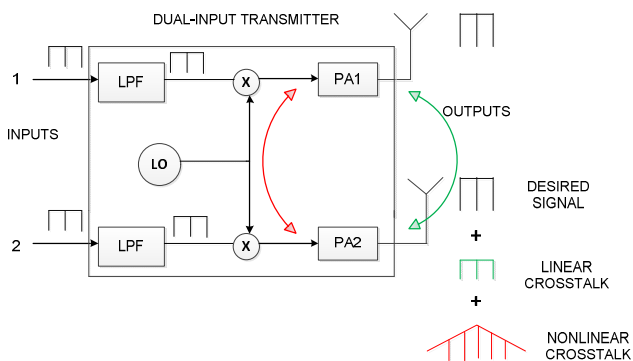 DUAL-INPUT TRANSMITTER
1
LPF
X
PA1
INPUTS
OUTPUTS
LO
2
LPF
X
PA2
DESIRED
SIGNAL
+
LINEAR
CROSSTALK
+
NONLINEAR
CROSSTALK